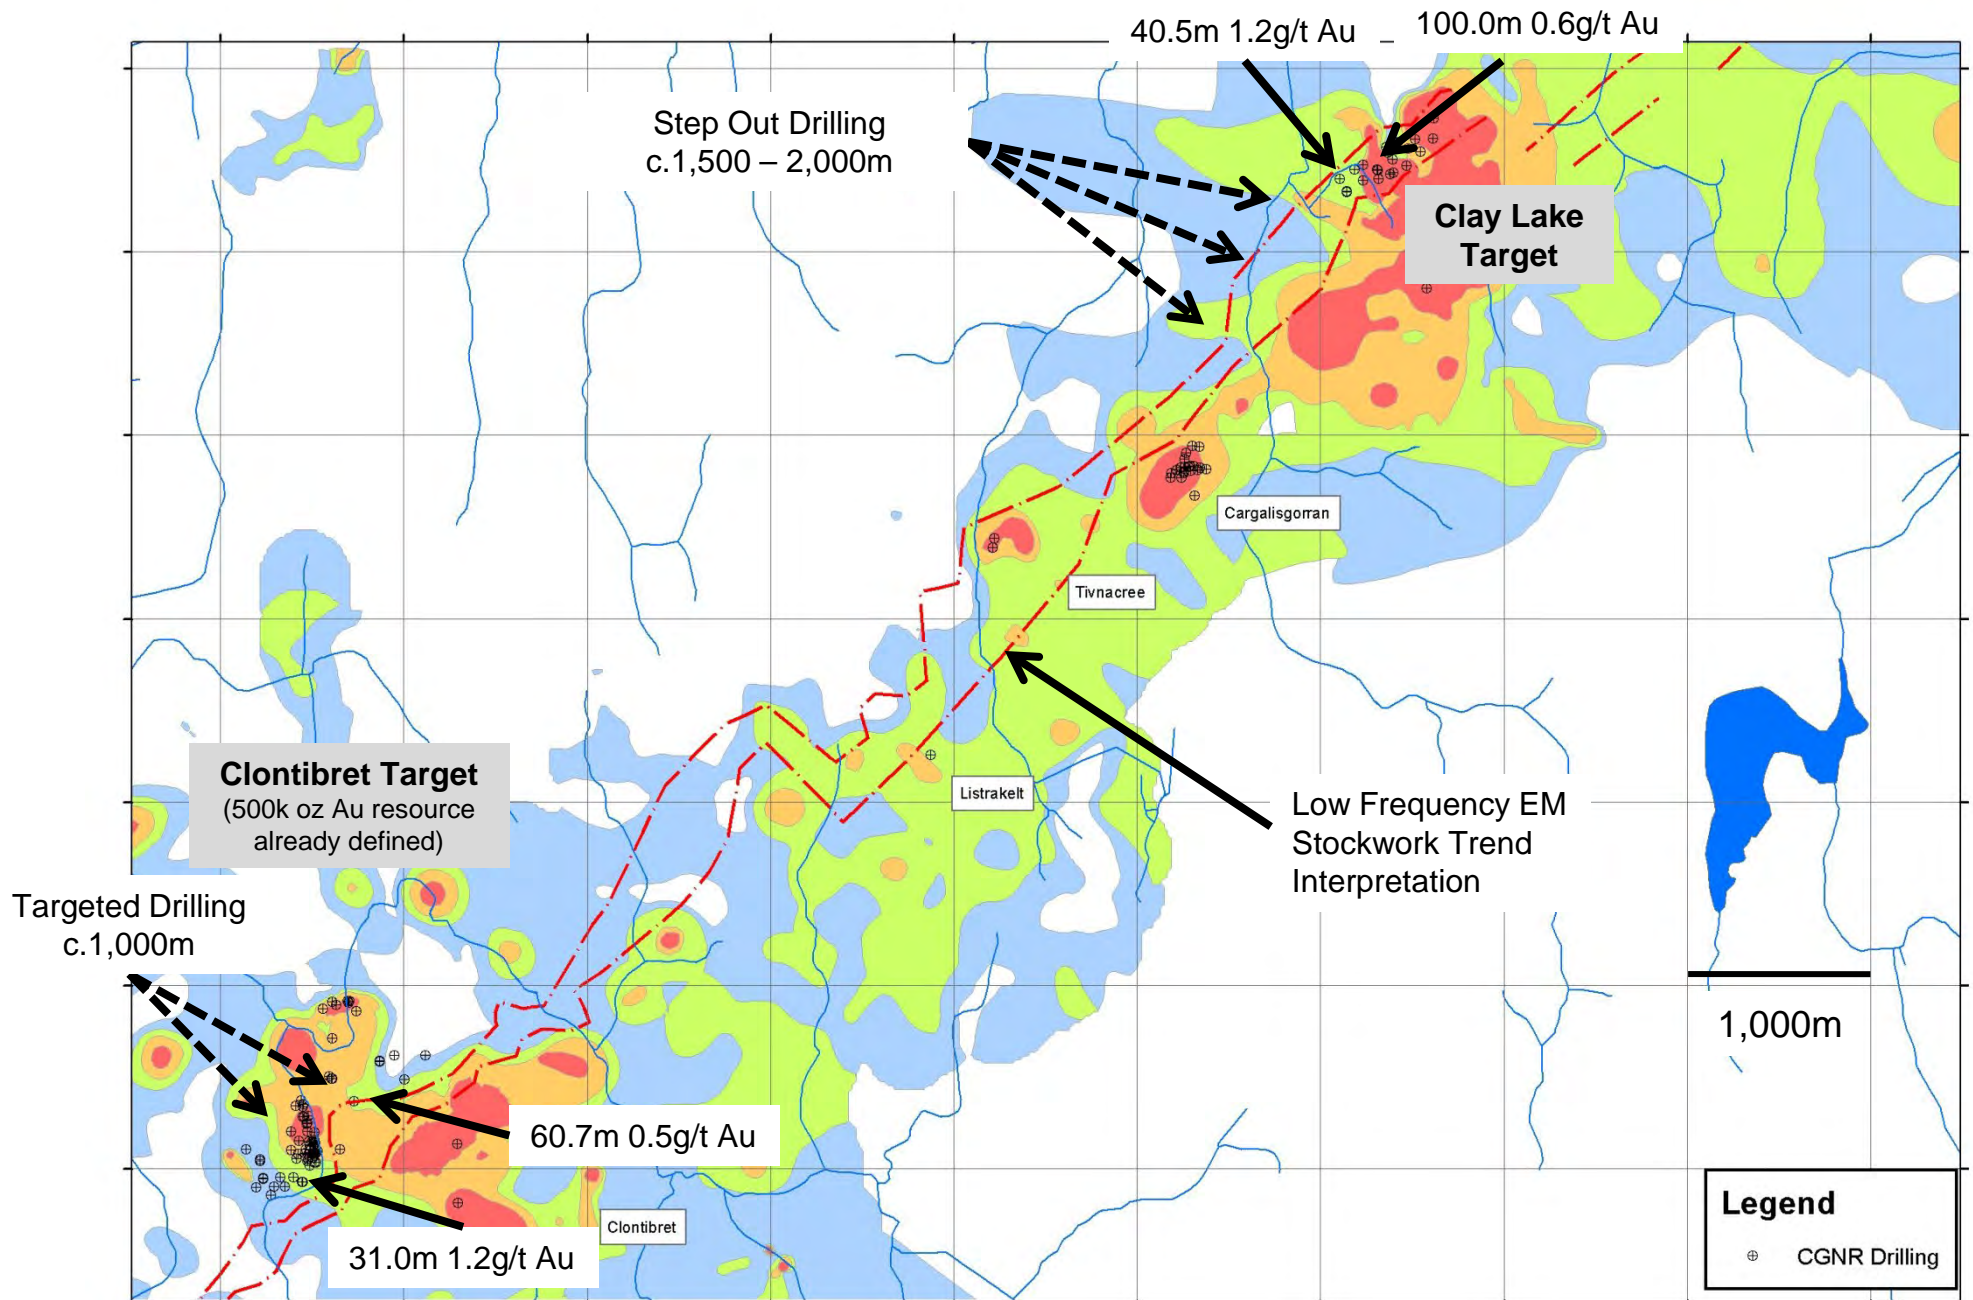 40.5m 1.2g/t Au
100.0m 0.6g/t Au
Step Out Drilling
c.1,500 – 2,000m
Clay Lake
Target
Cargalisgorran
Tivnacree
Clontibret Target
(500k oz Au resource
already defined)
Listrakelt
Low Frequency EM
Stockwork Trend
Interpretation
Targeted Drilling
c.1,000m
1,000m
60.7m 0.5g/t Au
31.0m 1.2g/t Au
Clontibret
Legend
CGNR Drilling